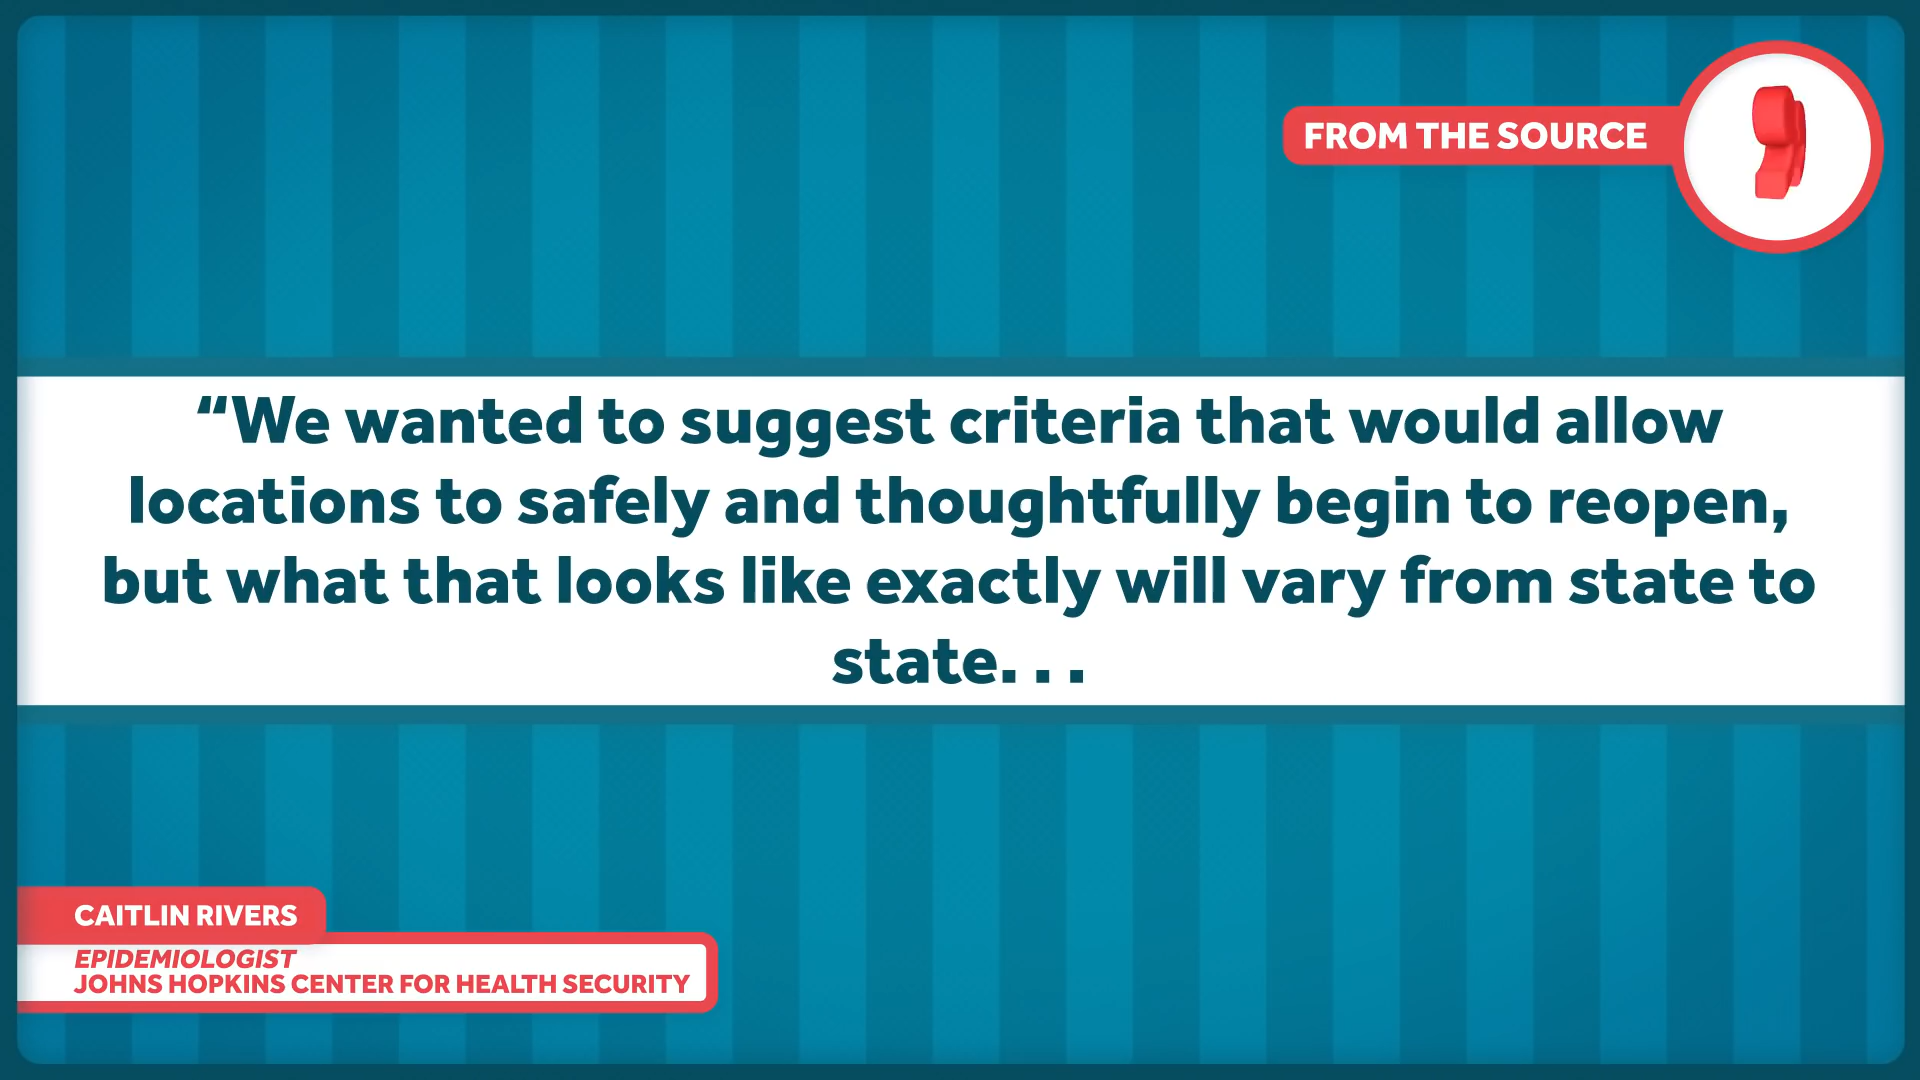 FROM THE SOURCE
“We wanted to suggest criteria that would allow
locations to safely and thoughtfully begin to reopen,
but what that looks like exactly will vary from state to
state. . .
CAITLIN RIVERS
EPIDEMIOLOGIST
JOHNS HOPKINS CENTER FOR HEALTH SECURITY